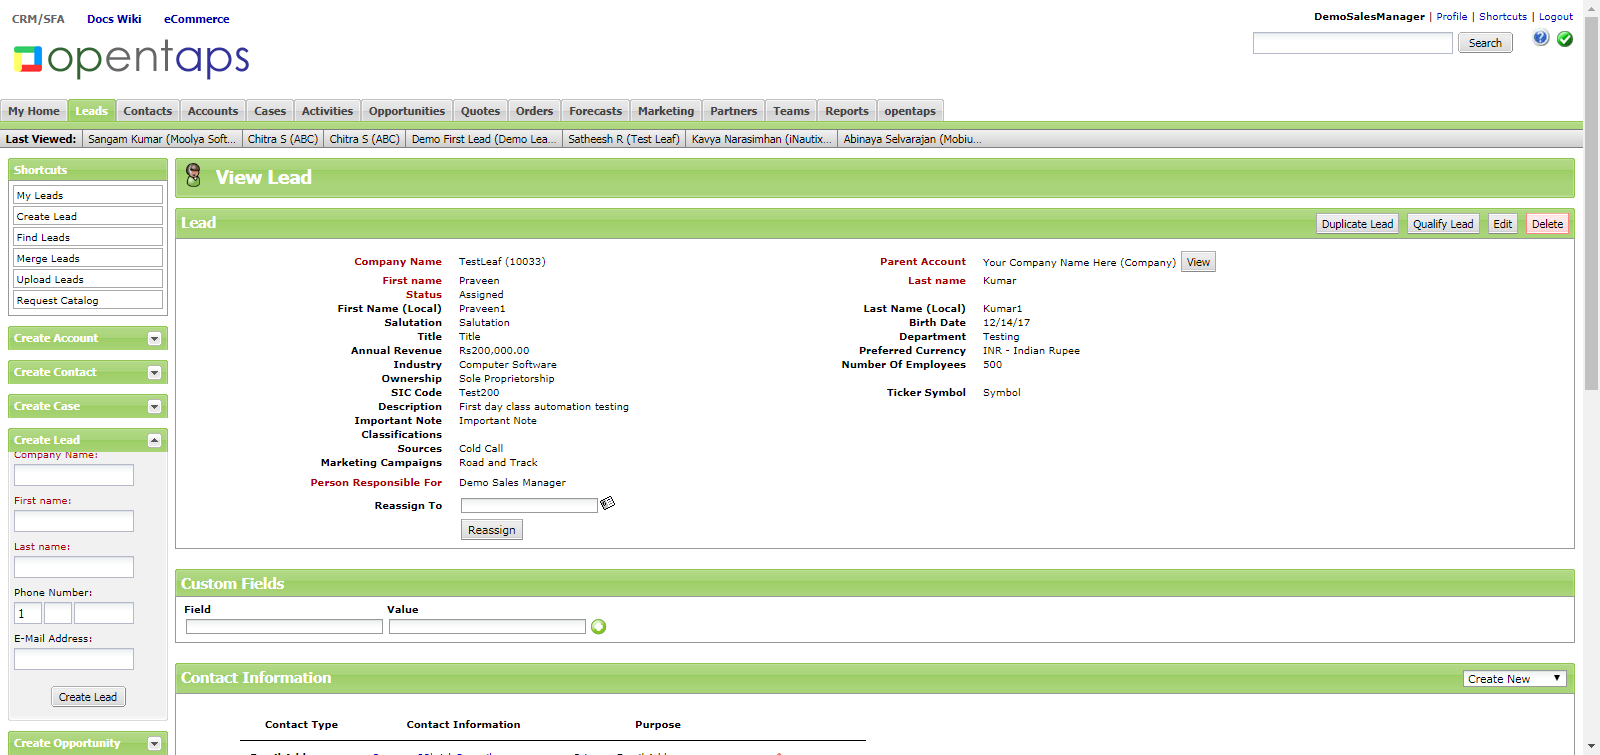 CRM/SFA Docs Wiki eCommerce
DemoSalesManager | Profile | Shortcuts | Logout
opentaps
Search
My Home Leads Contacts Accounts Cases Activities Opportunities Quotes Orders Forecasts Marketing Partners Teams Reports opentaps
Last Viewed: Sangam Kumar (Moolya Soft... Chitra S (ABC) Chitra S (ABC) Demo First Lead (Demo Lea... Satheesh R (Test Leaf) Kavya Narasimhan (iNautix... Abinaya Selvarajan (Mobiu...
Shortcuts
My Leads
Create Lead
Find Leads
Merge Leads
Upload Leads
Request Catalog
Create Account
Create Contact
Create Case
Create Lead
Company Name:
First name:
Last name:
Phone Number:
1
E-Mail Address:
Create Lead
Create Opportunity
View Lead
Lead
Duplicate Lead Qualify Lead Edit Delete
Company Name TestLeaf (10033) Parent Account Your Company Name Here (Company) View
First name Praveen Last name Kumar
Status Assigned
First Name (Local) Praveen1 Last Name (Local) Kumar1
Salutation Salutation Birth Date 12/14/17
Title Title Department Testing
Annual Revenue Rs200,000.00 Preferred Currency INR - Indian Rupee
Industry Computer Software Number Of Employees 500
Ownership Sole Proprietorship
SIC Code Test200 Ticker Symbol Symbol
Description First day class automation testing
Important Note Important Note
Classifications
Sources Cold Call
Marketing Campaigns Road and Track
Person Responsible For Demo Sales Manager
Reassign To
Reassign
Custom Fields
Field Value
Contact Information
Create New
Contact Type Contact Information Purpose